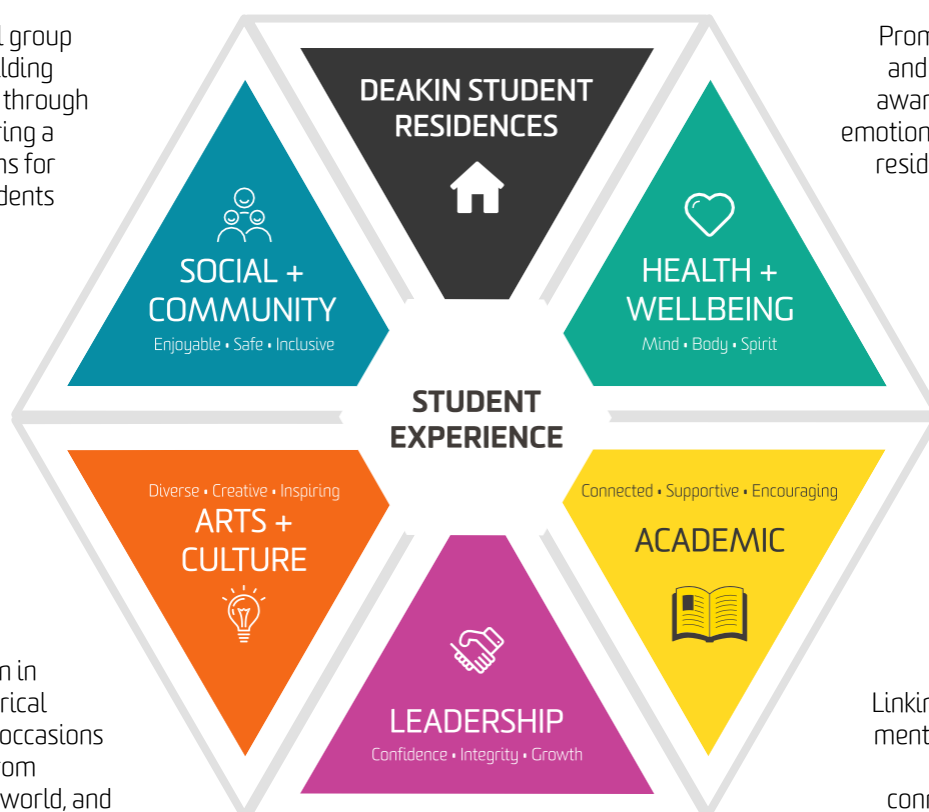 l group
lding
through
ring a
ns for
dents
DEAKIN STUDENT
RESIDENCES
Prom
and
awar
emotion
resid
SOCIAL +
COMMUNITY
Enjoyable • Safe • Inclusive
HEALTH +
WELLBEING
Mind • Body • Spirit
STUDENT
EXPERIENCE
Diverse • Creative • Inspiring
ARTS +
CULTURE
Connected • Supportive • Encouraging
ACADEMIC
LEADERSHIP
Confidence • Integrity • Growth
n in
rical
occasions
rom
world, and
Linkin
ment
conn